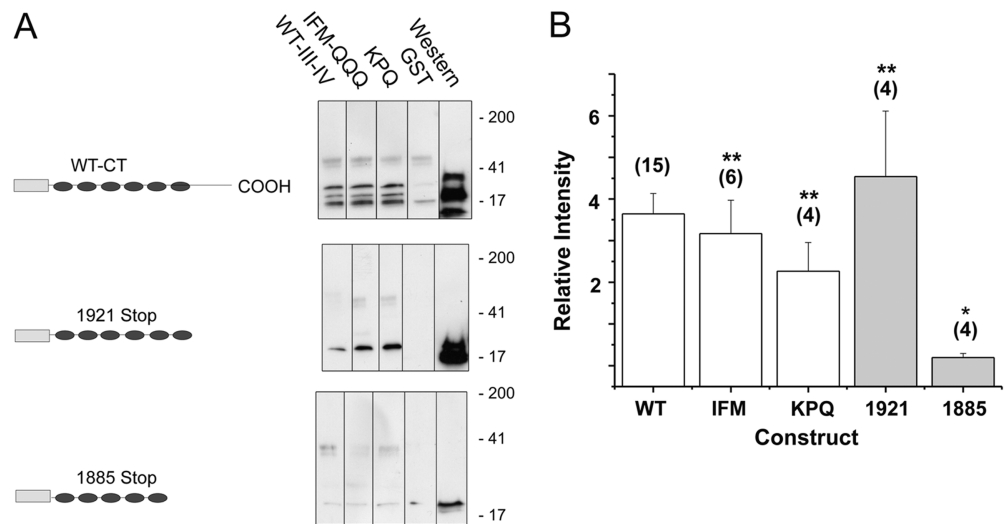 A
WT-III-IV
IFM-QQQ
KPQ
GST
Western
WT-CT
COOH
- 200
- 41
- 17
1921 Stop
- 200
- 41
- 17
1885 Stop
- 200
- 41
- 17
B
Relative Intensity
6
4
2
(15)
**
(6)
**
(4)
**
(4)
*
(4)
WT IFM KPQ 1921 1885
Construct